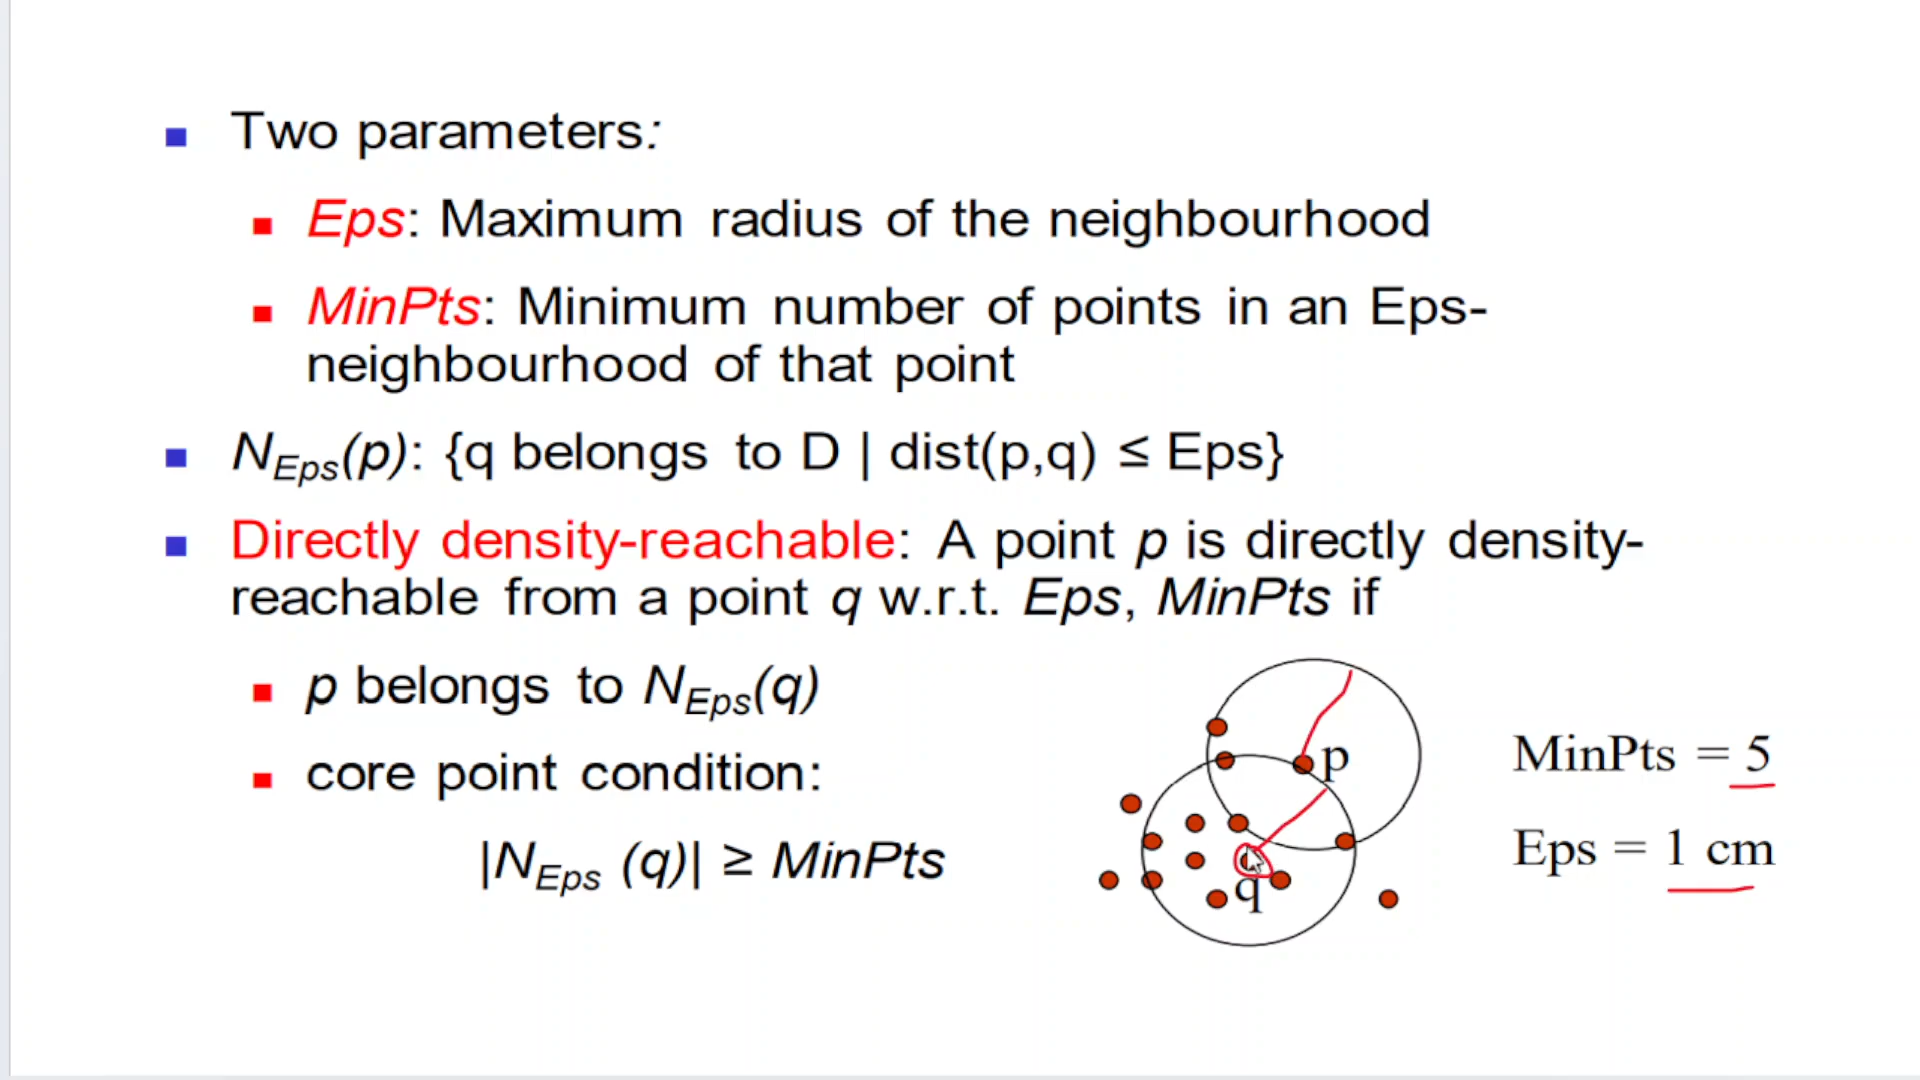 Two parameters:
Eps: Maximum radius of the neighbourhood
MinPts: Minimum number of points in an Eps-
neighbourhood of that point
N_Eps(p): {q belongs to D | dist(p,q) ≤ Eps}
Directly density-reachable: A point p is directly density-
reachable from a point q w.r.t. Eps, MinPts if
p belongs to N_Eps(q)
core point condition:
|N_Eps (q)| ≥ MinPts
p
q
MinPts = 5
Eps = 1 cm